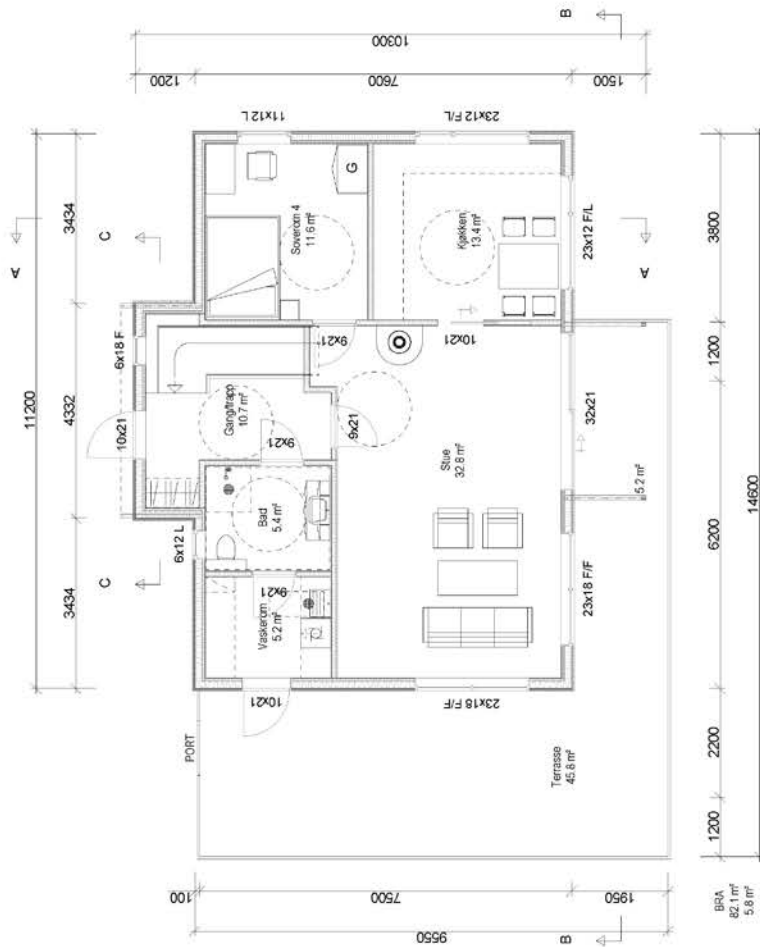 B
10300
1200
7600
1500
11200
3434
4332
3434
A
C
C
A
11x12 L
23x12 F/L
6x18 F
10x21
6x12 L
Soverom 4
11.6 m²
G
Kjøkken
13.4 m²
23x12 F/L
9x21
10x21
Gang/trapp
10.7 m²
9x21
9x21
Bad
5.4 m²
9x21
Vaskerom
5.2 m²
10x21
Stue
32.8 m²
32x21
5.2 m²
23x18 F/F
23x18 F/F
PORT
Terrasse
45.8 m²
3800
1200
6200
2200
1200
14600
100
7500
1950
9550
B
BRA
82.1 m²
5.8 m²